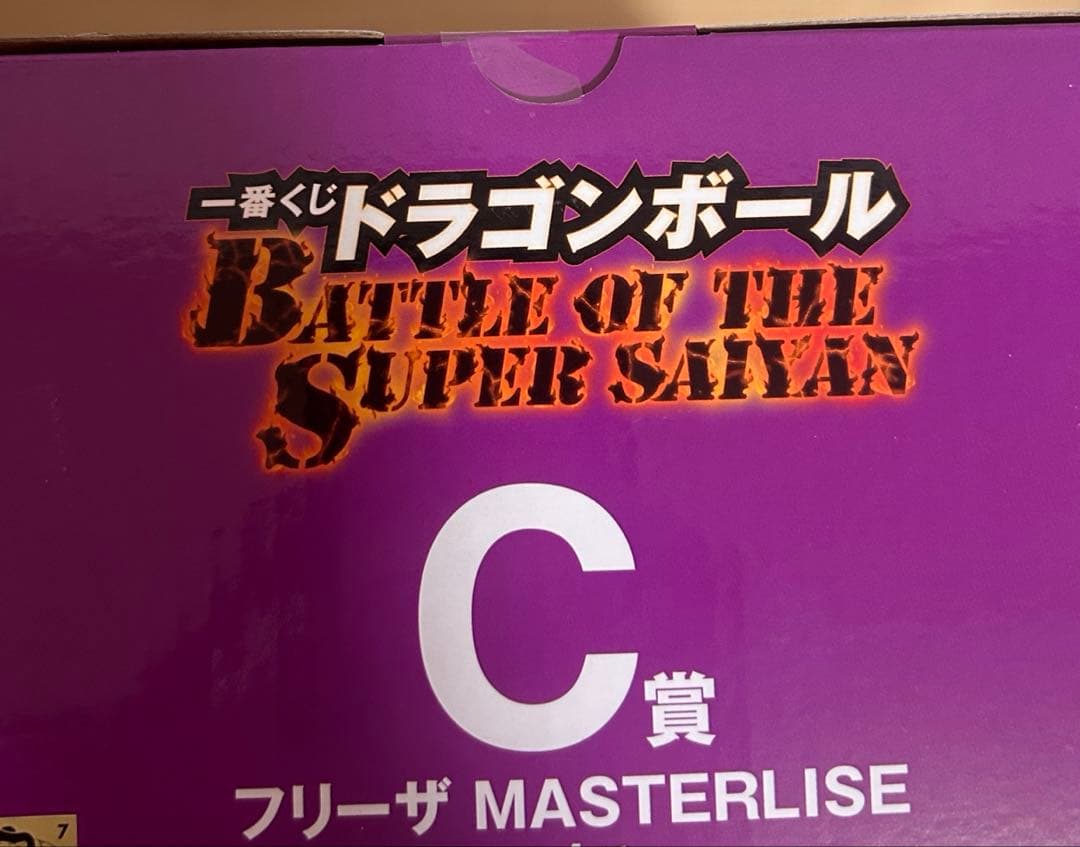 一番くじ ドラゴンボール
BATTLE OF THE
SUPER SAIYAN
C賞
フリーザ MASTERLISE
7